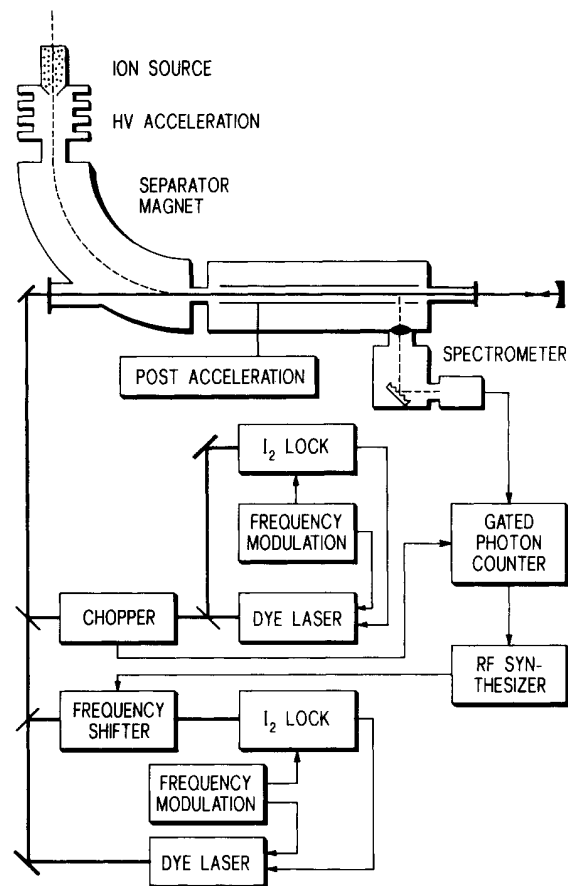 ION SOURCE
HV ACCELERATION
SEPARATOR
MAGNET
SPECTROMETER
POST ACCELERATION
I₂ LOCK
FREQUENCY
MODULATION
GATED
PHOTON
COUNTER
CHOPPER
DYE LASER
RF SYN-
THESIZER
FREQUENCY
SHIFTER
I₂ LOCK
FREQUENCY
MODULATION
DYE LASER